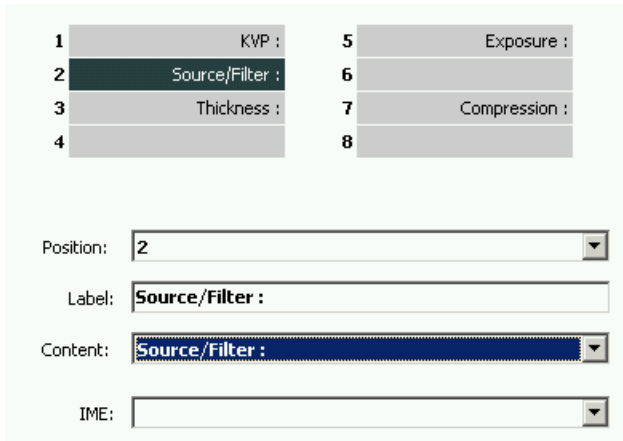 1 KVP : 5 Exposure :
2 Source/Filter : 6
3 Thickness : 7 Compression :
4 8
Position: 2
Label: Source/Filter :
Content: Source/Filter :
IME: